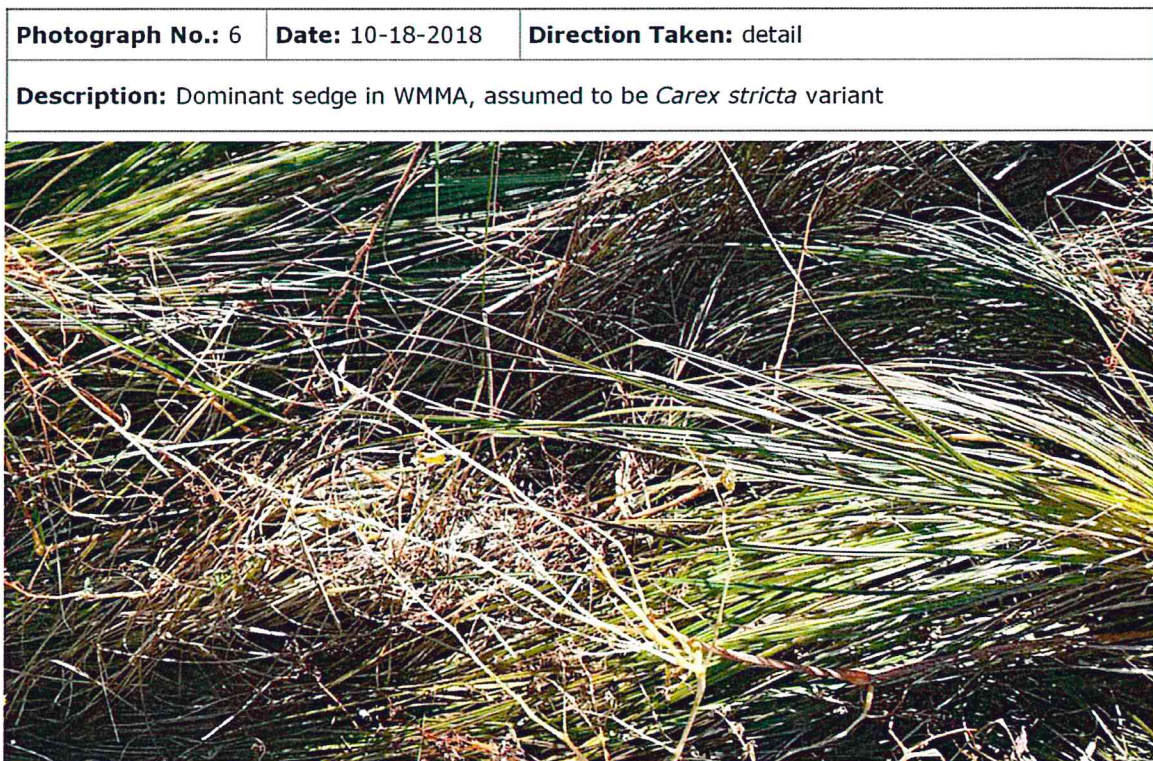 Photograph No.: 6 Date: 10-18-2018 Direction Taken: detail
Description: Dominant sedge in WMMA, assumed to be Carex stricta variant